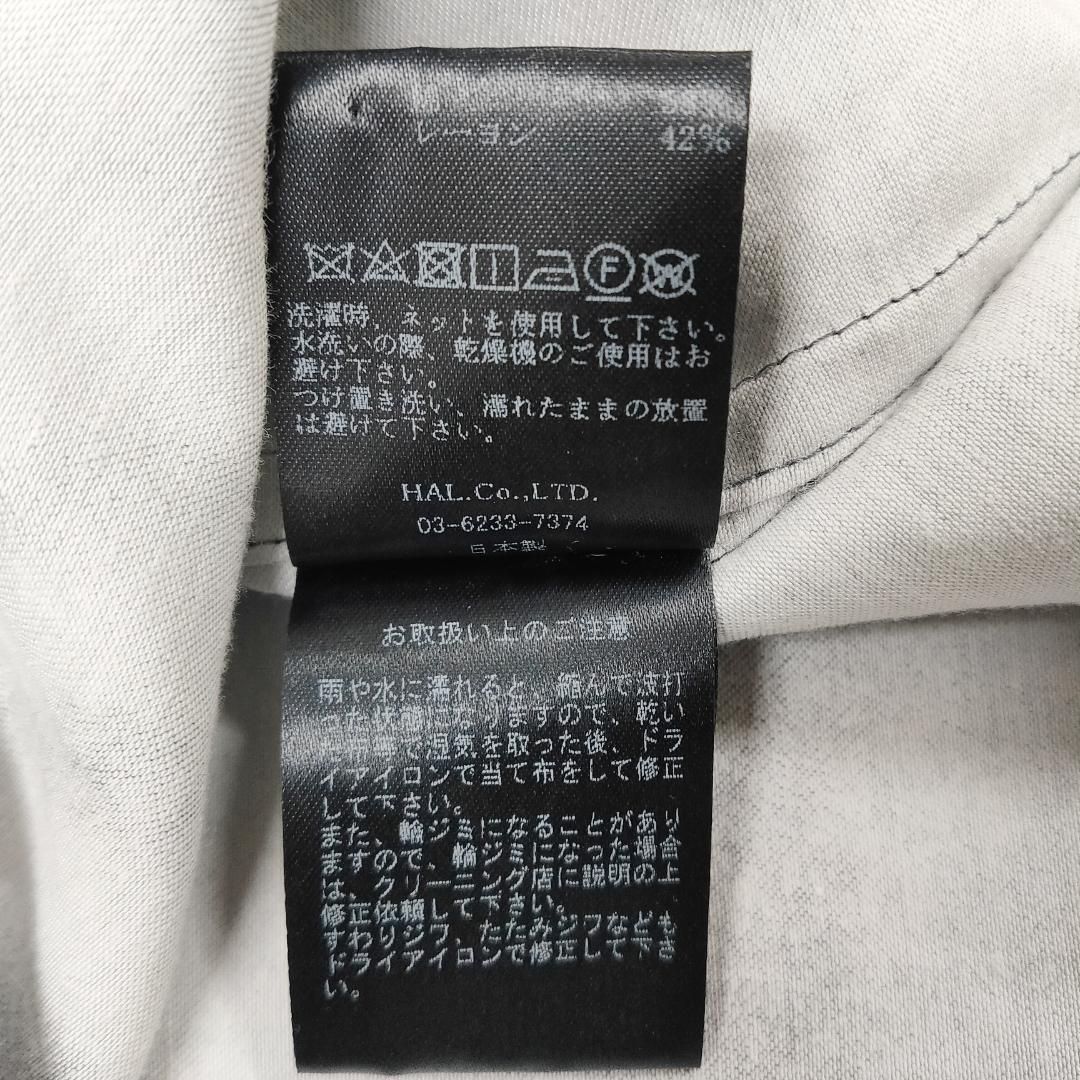 レーヨン 42%
F W
洗濯時、ネットを使用して下さい。
水洗いの際、乾燥機のご使用はお
避け下さい。
つけ置き洗い、濡れたままの放置
は避けて下さい。
HAL.Co.,LTD.
03-6233-7374
日本製
お取扱い上のご注意
雨や水に濡れると、縮んで波打
った状態になりますので、乾い
た布等で湿気を取った後、ドラ
イアイロンで当て布をして修正
して下さい。
また、輪ジミになることがあり
ますので、輪ジミになった場合
は、クリーニング店に説明の上
修正依頼して下さい。
すわりジワ、たたみジワなども
ドライアイロンで修正して下さ
い。